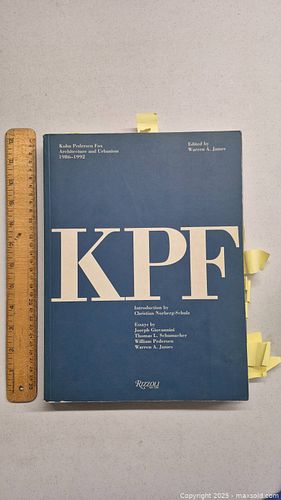 Kohn Pedersen Fox
Architecture and Urbanism
1986-1992
Edited by
Warren A. James
KPF
Introduction by
Christian Norberg-Schulz
Essays by
Joseph Giovannini
Thomas L. Schumacher
William Pedersen
Warren A. James
Rizzoli
Copyright © 2025 - maxsold.com